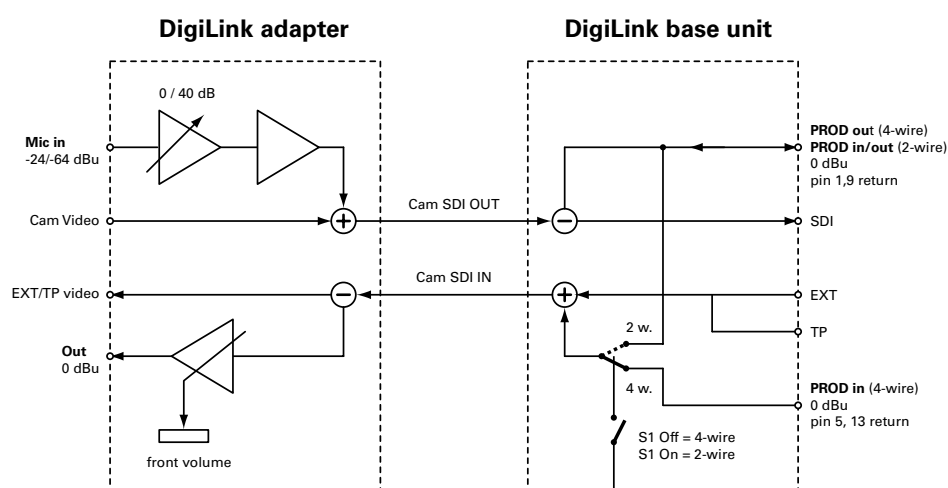 DigiLink adapter
DigiLink base unit
0 / 40 dB
Mic in
-24/-64 dBu
PROD out (4-wire)
PROD in/out (2-wire)
0 dBu
pin 1,9 return
Cam Video
Cam SDI OUT
SDI
EXT/TP video
Cam SDI IN
EXT
TP
2 w.
Out
0 dBu
4 w.
PROD in (4-wire)
0 dBu
pin 5, 13 return
S1 Off = 4-wire
S1 On = 2-wire
front volume